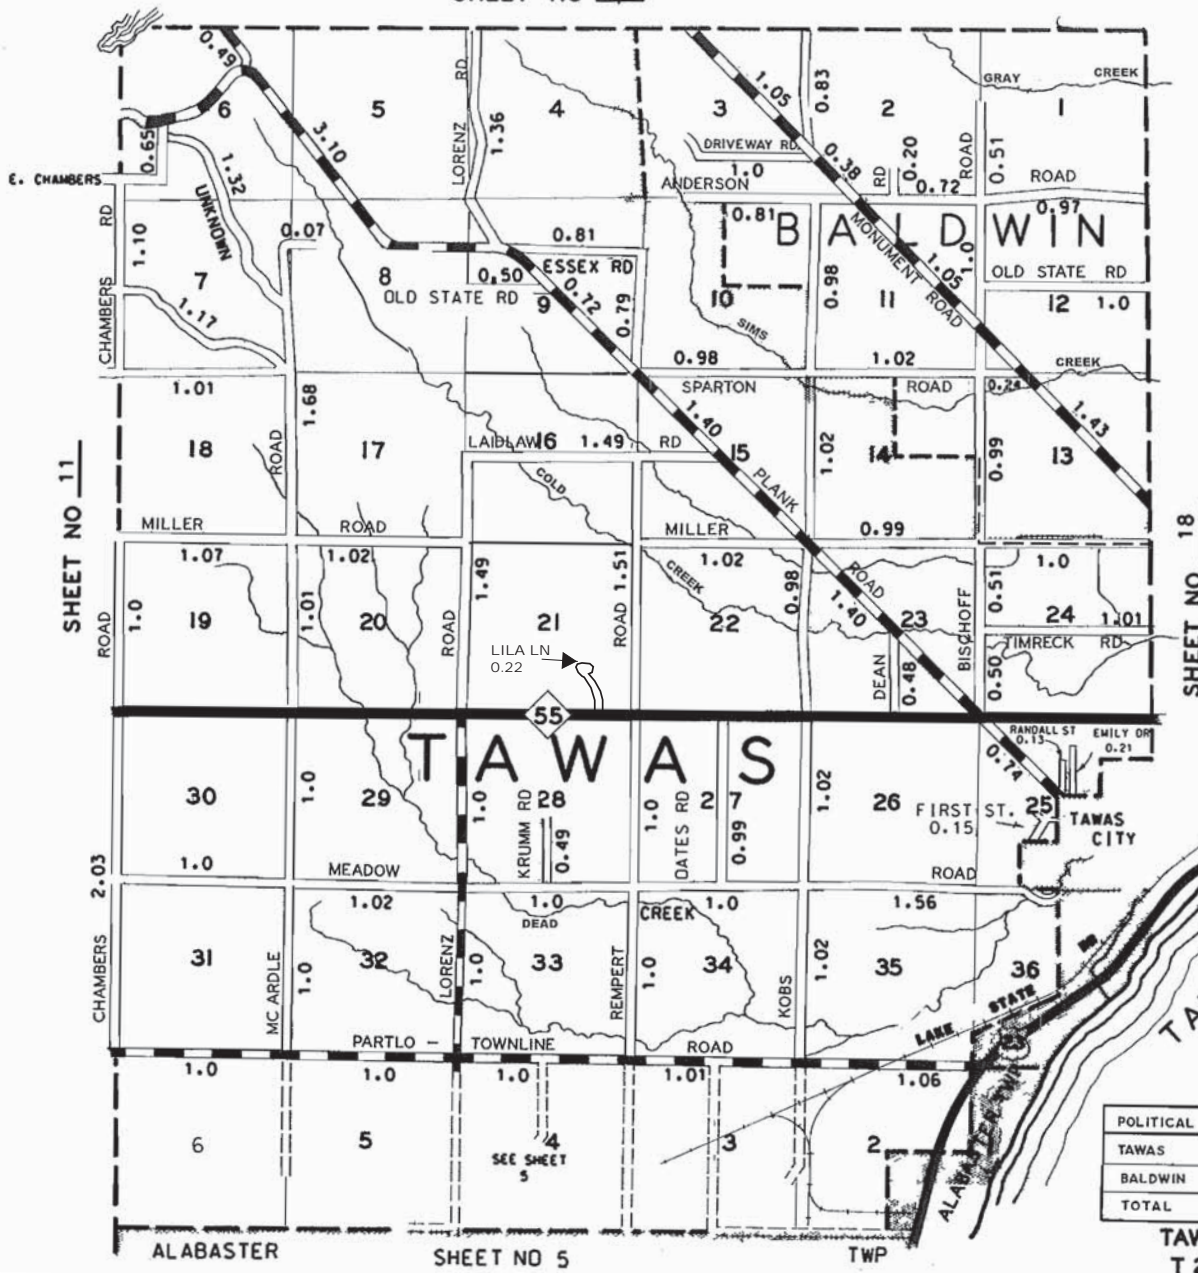 0.49
6
5
RD
4
3
1.05
0.83
2
GRAY CREEK
1
3.10
LORENZ
1.36
DRIVEWAY RD
0.65
1.32
1.0
0.38
0.20
ROAD
0.51
E. CHAMBERS
ANDERSON
RD
0.72
ROAD
UNKNOWN
RD
1.10
0.07
0.81
0.81
0.97
BALDWIN
MONUMENT ROAD
1.0
1.05
7
8
ESSEX RD
0.50
OLD STATE RD
9
0.72
0.79
10
0.98
11
OLD STATE RD
12
1.0
1.17
CHAMBERS
SIMS
CREEK
0.98
1.02
1.01
SPARTON
ROAD
0.24
1.68
1.40
1.43
SHEET NO 11
18
ROAD
17
LAIDLAW
16
1.49
RD
15
1.02
14
0.99
13
COLD
PLANK
MILLER
ROAD
MILLER
0.99
SHEET NO 18
1.07
1.02
1.49
1.51
1.02
0.98
ROAD
1.0
CREEK
1.0
1.01
0.51
1.40
19
20
21
22
23
24
1.01
ROAD
ROAD
ROAD
BISCHOFF
TIMRECK RD
LILA LN
0.22
DEAN
0.48
0.50
55
RANDALL ST
0.13
EMILY DR
0.21
TAWAS
0.74
30
1.0
29
1.0
KRUMM RD
28
0.49
1.0
OATES RD
27
0.99
1.02
26
FIRST ST.
0.15
25
TAWAS
CITY
2.03
1.0
MEADOW
ROAD
1.02
1.0
CREEK
1.0
1.56
DEAD
31
32
33
34
35
36
CHAMBERS
MC ARDLE
1.0
LORENZ
1.0
REMPERT
1.0
KOBS
1.02
LAKE STATE
PARTLO - TOWNLINE ROAD
1.0
1.0
1.0
1.01
1.06
6
5
4
3
2
SEE SHEET
5
ALABASTER TWP
POLITICAL
TAWAS
BALDWIN
TOTAL
ALABASTER
SHEET NO 5
TWP